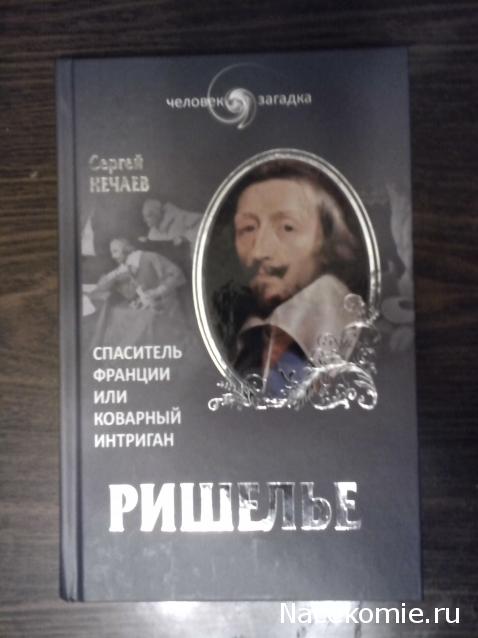 человек загадка
Сергей
НЕЧАЕВ
СПАСИТЕЛЬ
ФРАНЦИИ
ИЛИ
КОВАРНЫЙ
ИНТРИГАН
РИШЕЛЬЕ
Nasekomie.ru